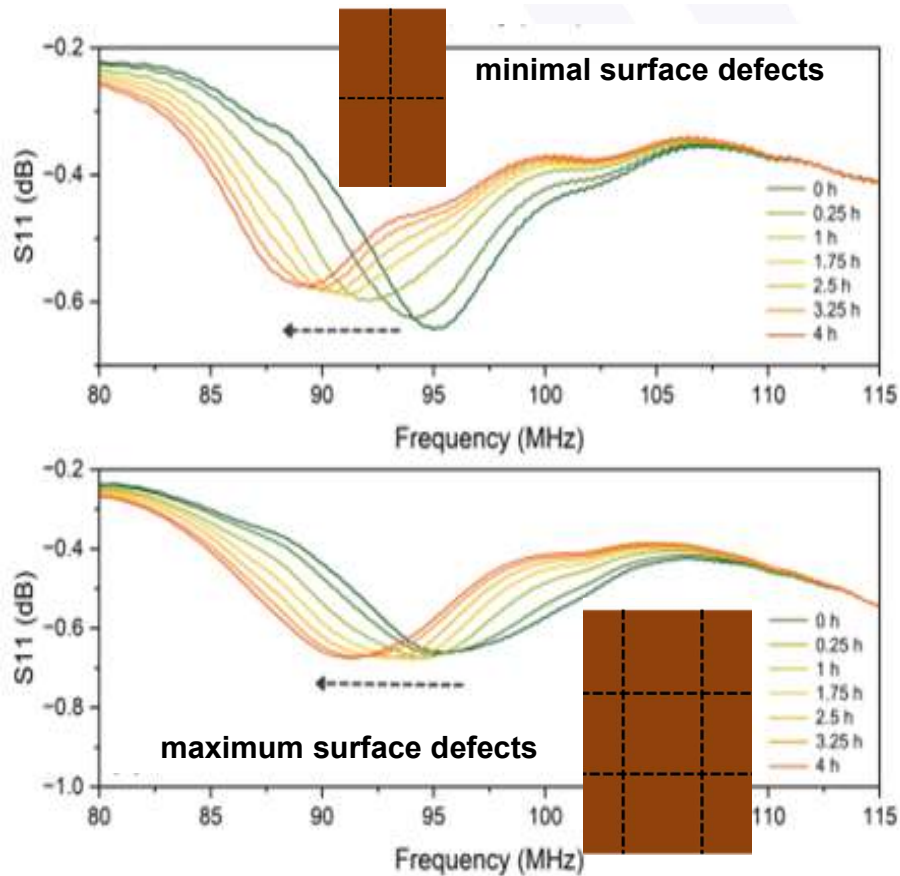 minimal surface defects
−0.2
−0.4
−0.6
S11 (dB)
0 h
0.25 h
1 h
1.75 h
2.5 h
3.25 h
4 h
80 85 90 95 100 105 110 115
Frequency (MHz)
−0.2
−0.4
−0.6
−0.8
−1.0
S11 (dB)
0 h
0.25 h
1 h
1.75 h
2.5 h
3.25 h
4 h
maximum surface defects
80 85 90 95 100 110 115
Frequency (MHz)